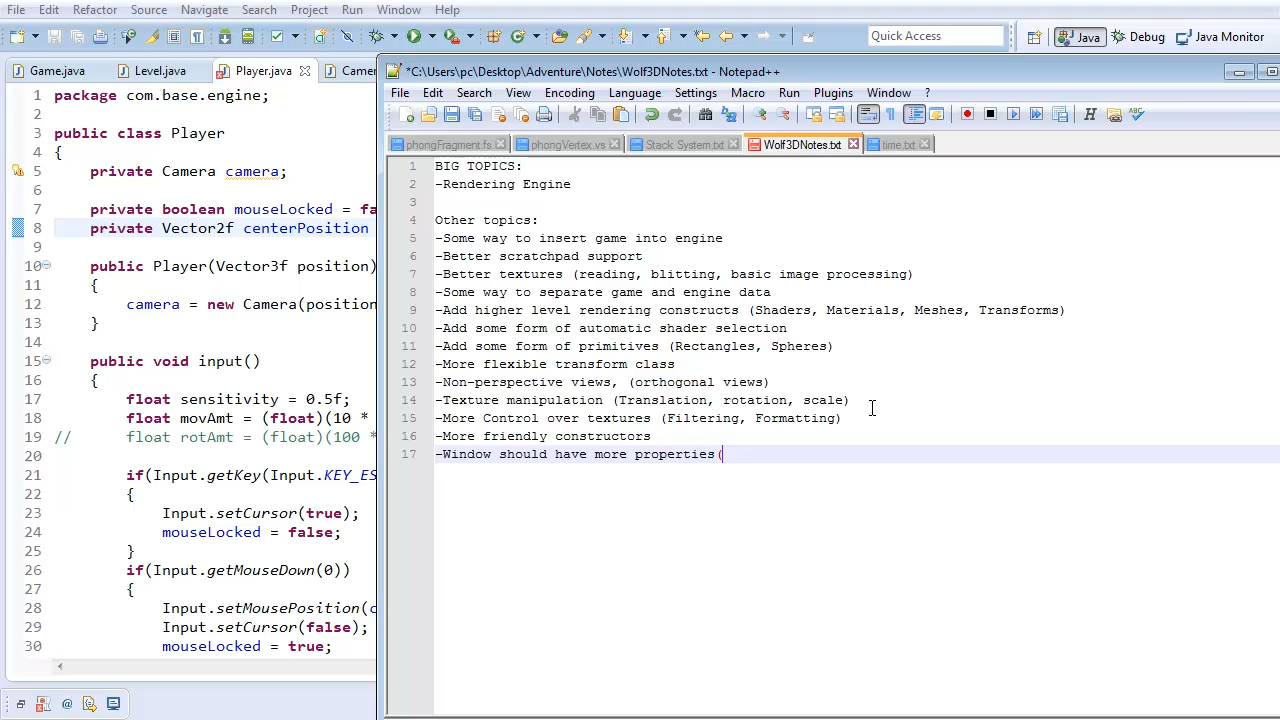 File Edit Refactor Source Navigate Search Project Run Window Help
Quick Access
Java Debug Java Monitor
Game.java Level.java Player.java Camer
1 package com.base.engine;
2
3 public class Player
4 {
5 private Camera camera;
6
7 private boolean mouseLocked = fa
8 private Vector2f centerPosition
9
10 public Player(Vector3f position)
11 {
12 camera = new Camera(position
13 }
14
15 public void input()
16 {
17 float sensitivity = 0.5f;
18 float movAmt = (float)(10 *
19 // float rotAmt = (float)(100 *
20
21 if(Input.getKey(Input.KEY_ES
22 {
23 Input.setCursor(true);
24 mouseLocked = false;
25 }
26 if(Input.getMouseDown(0))
27 {
28 Input.setMousePosition(c
29 Input.setCursor(false);
30 mouseLocked = true;
*C:\Users\pc\Desktop\Adventure\Notes\Wolf3DNotes.txt - Notepad++
File Edit Search View Encoding Language Settings Macro Run Plugins Window ?
phongFragment.fs phongVertex.vs Stack System.txt Wolf3DNotes.txt time.txt
1 BIG TOPICS:
2 -Rendering Engine
3
4 Other topics:
5 -Some way to insert game into engine
6 -Better scratchpad support
7 -Better textures (reading, blitting, basic image processing)
8 -Some way to separate game and engine data
9 -Add higher level rendering constructs (Shaders, Materials, Meshes, Transforms)
10 -Add some form of automatic shader selection
11 -Add some form of primitives (Rectangles, Spheres)
12 -More flexible transform class
13 -Non-perspective views, (orthogonal views)
14 -Texture manipulation (Translation, rotation, scale)
15 -More Control over textures (Filtering, Formatting)
16 -More friendly constructors
17 -Window should have more properties(